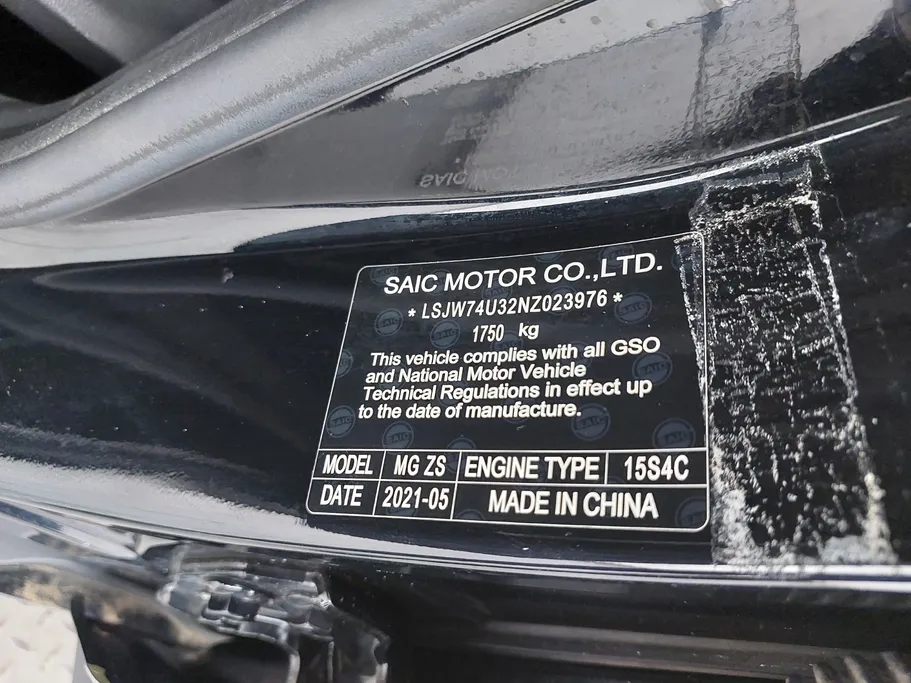 SAIC MOTOR CO.,LTD.
* LSJW74U32NZ023976 *
1750 kg
This vehicle complies with all GSO
and National Motor Vehicle
Technical Regulations in effect up
to the date of manufacture.
MODEL MG ZS ENGINE TYPE 15S4C
DATE 2021-05 MADE IN CHINA